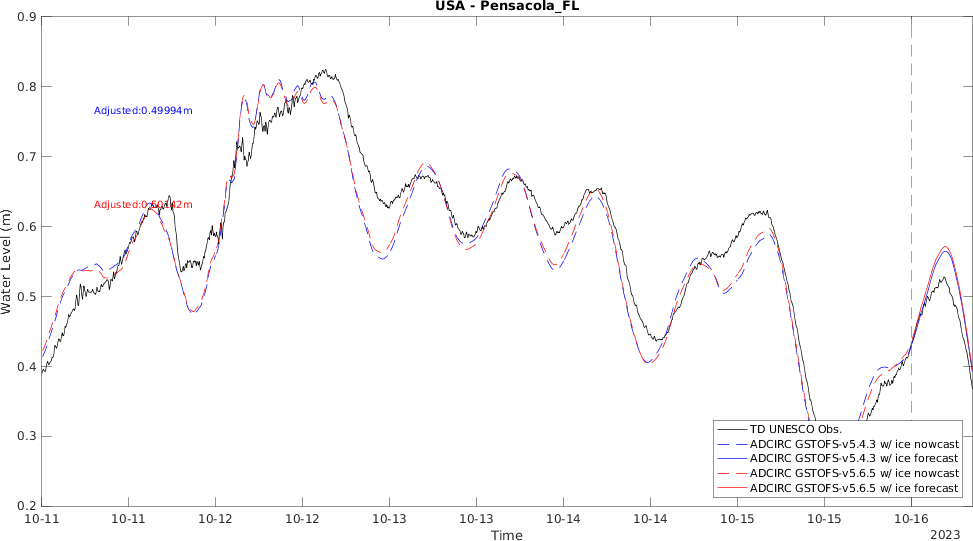 USA - Pensacola_FL
0.9
0.8
Adjusted:0.49994m
0.7
Adjusted:
0.6
Water Level (m)
0.5
0.4
0.3
0.2
TD UNESCO Obs.
ADCIRC GSTOFS-v5.4.3 w/ ice nowcast
ADCIRC GSTOFS-v5.4.3 w/ ice forecast
ADCIRC GSTOFS-v5.6.5 w/ ice nowcast
ADCIRC GSTOFS-v5.6.5 w/ ice forecast
10-11 10-11 10-12 10-12 10-13 10-13 10-14 10-14 10-15 10-15 10-16
Time
2023